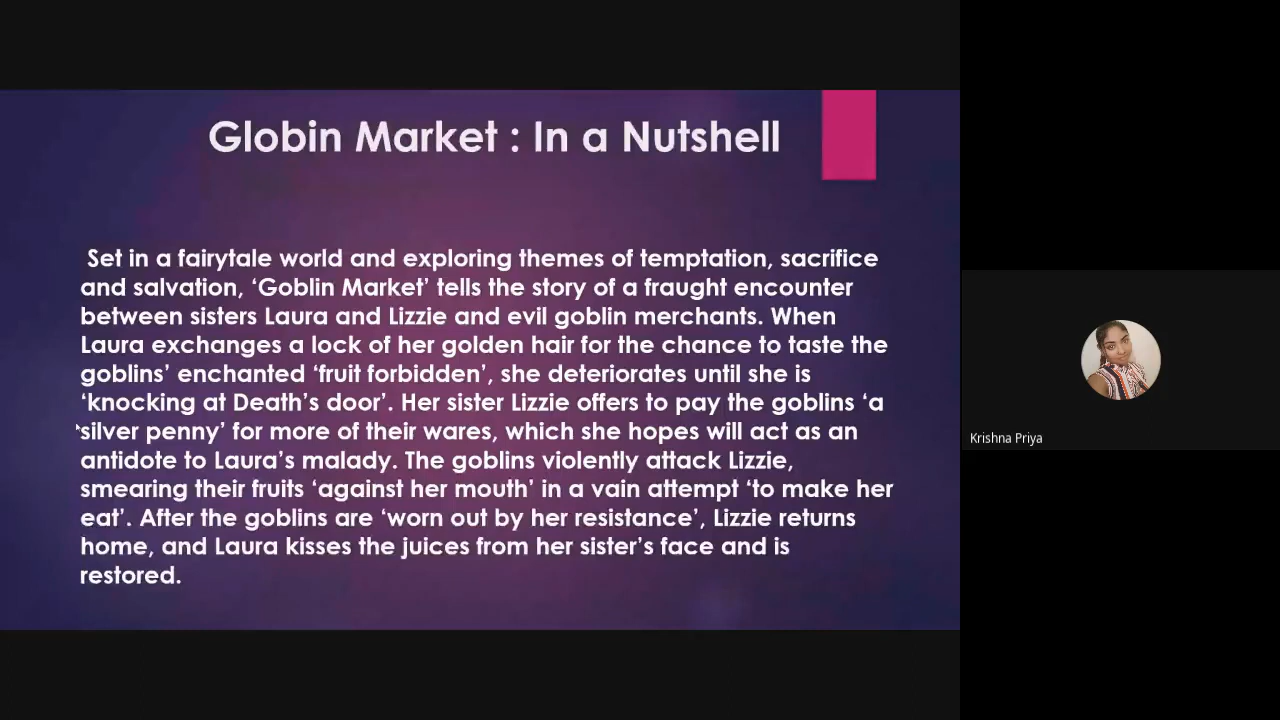 Globin Market : In a Nutshell
Set in a fairytale world and exploring themes of temptation, sacrifice
and salvation, ‘Goblin Market’ tells the story of a fraught encounter
between sisters Laura and Lizzie and evil goblin merchants. When
Laura exchanges a lock of her golden hair for the chance to taste the
goblins’ enchanted ‘fruit forbidden’, she deteriorates until she is
‘knocking at Death’s door’. Her sister Lizzie offers to pay the goblins ‘a
silver penny’ for more of their wares, which she hopes will act as an
antidote to Laura’s malady. The goblins violently attack Lizzie,
smearing their fruits ‘against her mouth’ in a vain attempt ‘to make her
eat’. After the goblins are ‘worn out by her resistance’, Lizzie returns
home, and Laura kisses the juices from her sister’s face and is
restored.
Krishna Priya